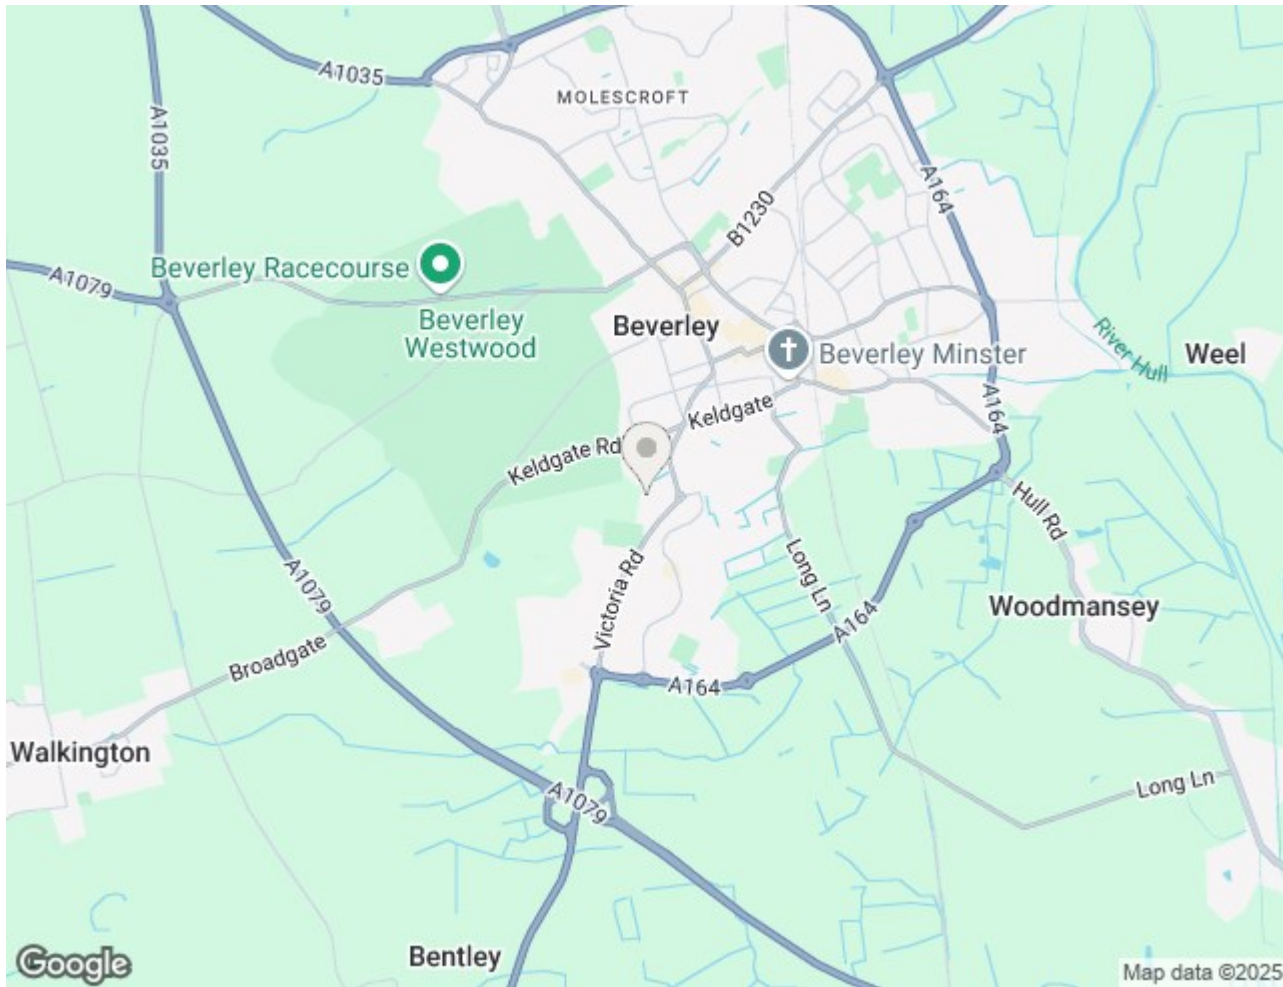 A1035
MOLESCROFT
A1035
A164
B1230
Beverley Racecourse
A1079
Beverley
Westwood
Beverley
Beverley Minster
River Hull
Weel
A164
Keldgate
Keldgate Rd
Hull Rd
Long Ln
Victoria Rd
A1079
Woodmansey
A164
Broadgate
A164
Walkington
Long Ln
A1079
Bentley
Google
Map data ©2025